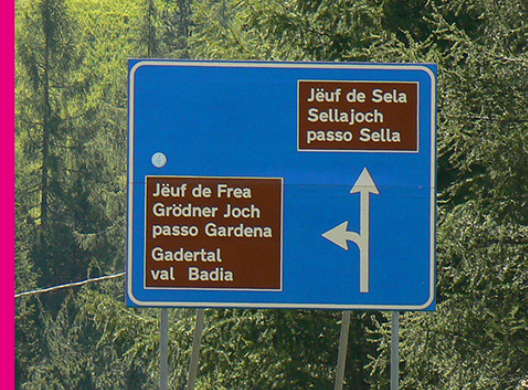 Jëuf de Sela
Sellajoch
passo Sella
Jëuf de Frea
Grödner Joch
passo Gardena
Gadertal
val Badia